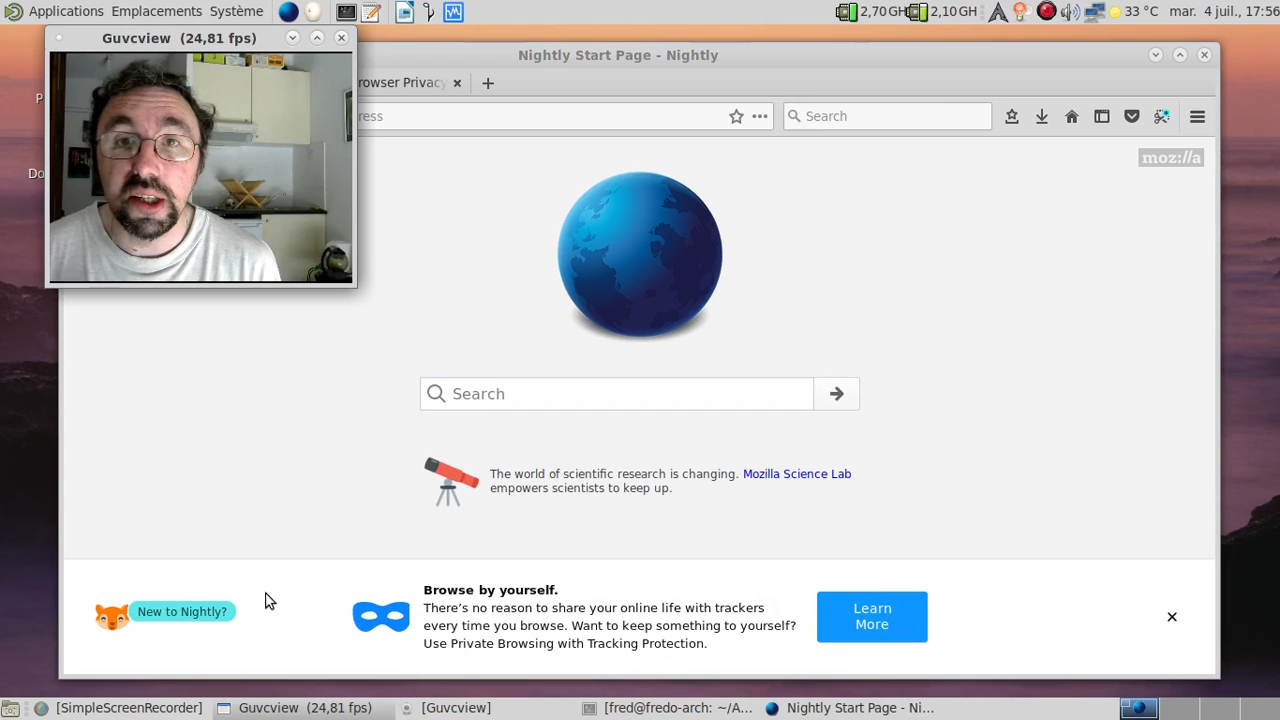 Applications Emplacements Système
2,70 GH 2,10 GH 33 °C mar. 4 juil., 17:56
Guvcview (24,81 fps)
Nightly Start Page - Nightly
rowser Privacy
ress
Search
moz://a
Search
The world of scientific research is changing. Mozilla Science Lab
empowers scientists to keep up.
New to Nightly?
Browse by yourself.
There’s no reason to share your online life with trackers
every time you browse. Want to keep something to yourself?
Use Private Browsing with Tracking Protection.
Learn
More
P
Do
[SimpleScreenRecorder] Guvcview (24,81 fps) [Guvcview] [fred@fredo-arch: ~/A... Nightly Start Page - Ni...